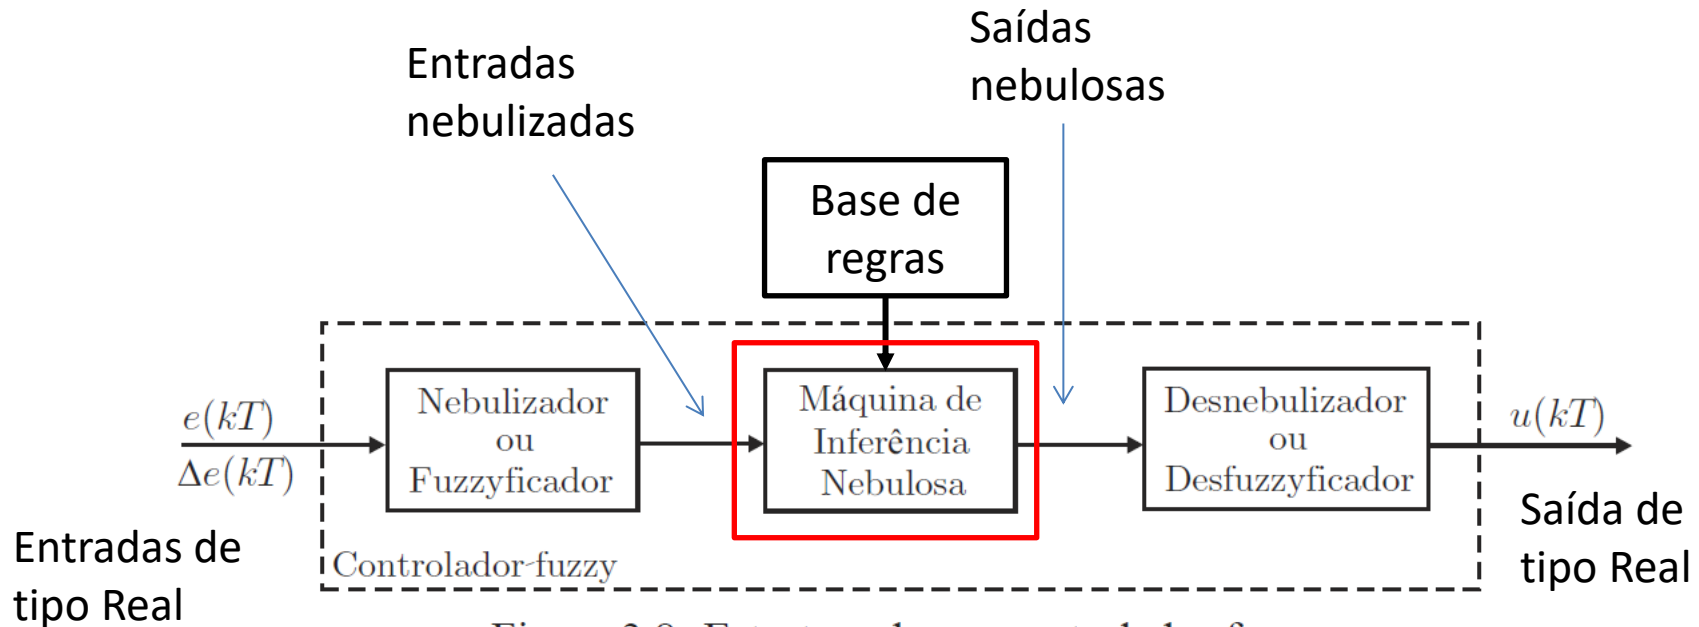 Saídas
nebulosas
Entradas
nebulizadas
Base de
regras
e(kT)
Δe(kT)
Nebulizador
ou
Fuzzyficador
Máquina de
Inferência
Nebulosa
Desnebulizador
ou
Desfuzzyficador
u(kT)
Entradas de
tipo Real
Controlador-fuzzy
Saída de
tipo Real